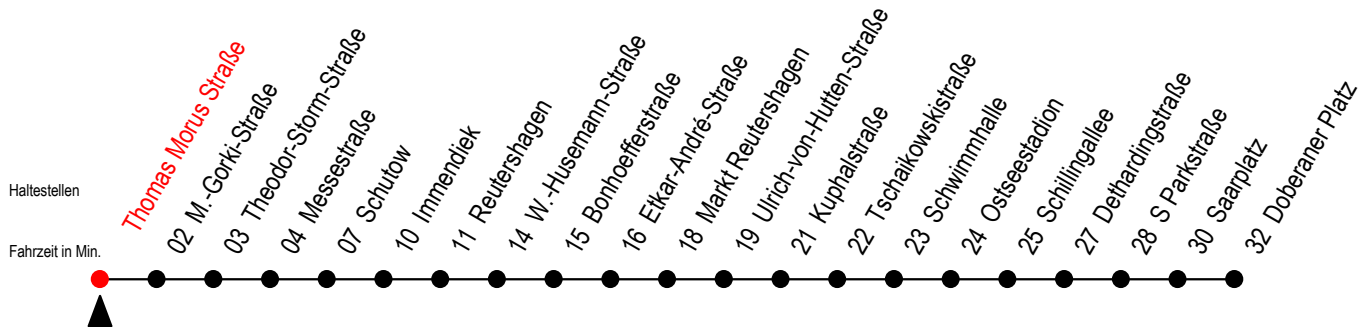 Haltestellen
Fahrzeit in Min.
Thomas Morus Straße
02 M.-Gorki-Straße
03 Theodor-Storm-Straße
04 Messestraße
07 Schutow
10 Immendiek
11 Reutershagen
14 W.-Husemann-Straße
15 Bonhoefferstraße
16 Etkar-André-Straße
18 Markt Reutershagen
19 Ulrich-von-Hutten-Straße
21 Kuphalstraße
22 Tschaikowskistraße
23 Schwimmhalle
24 Ostseestadion
25 Schillingallee
27 Dethardingstraße
28 S Parkstraße
30 Saarplatz
32 Doberaner Platz